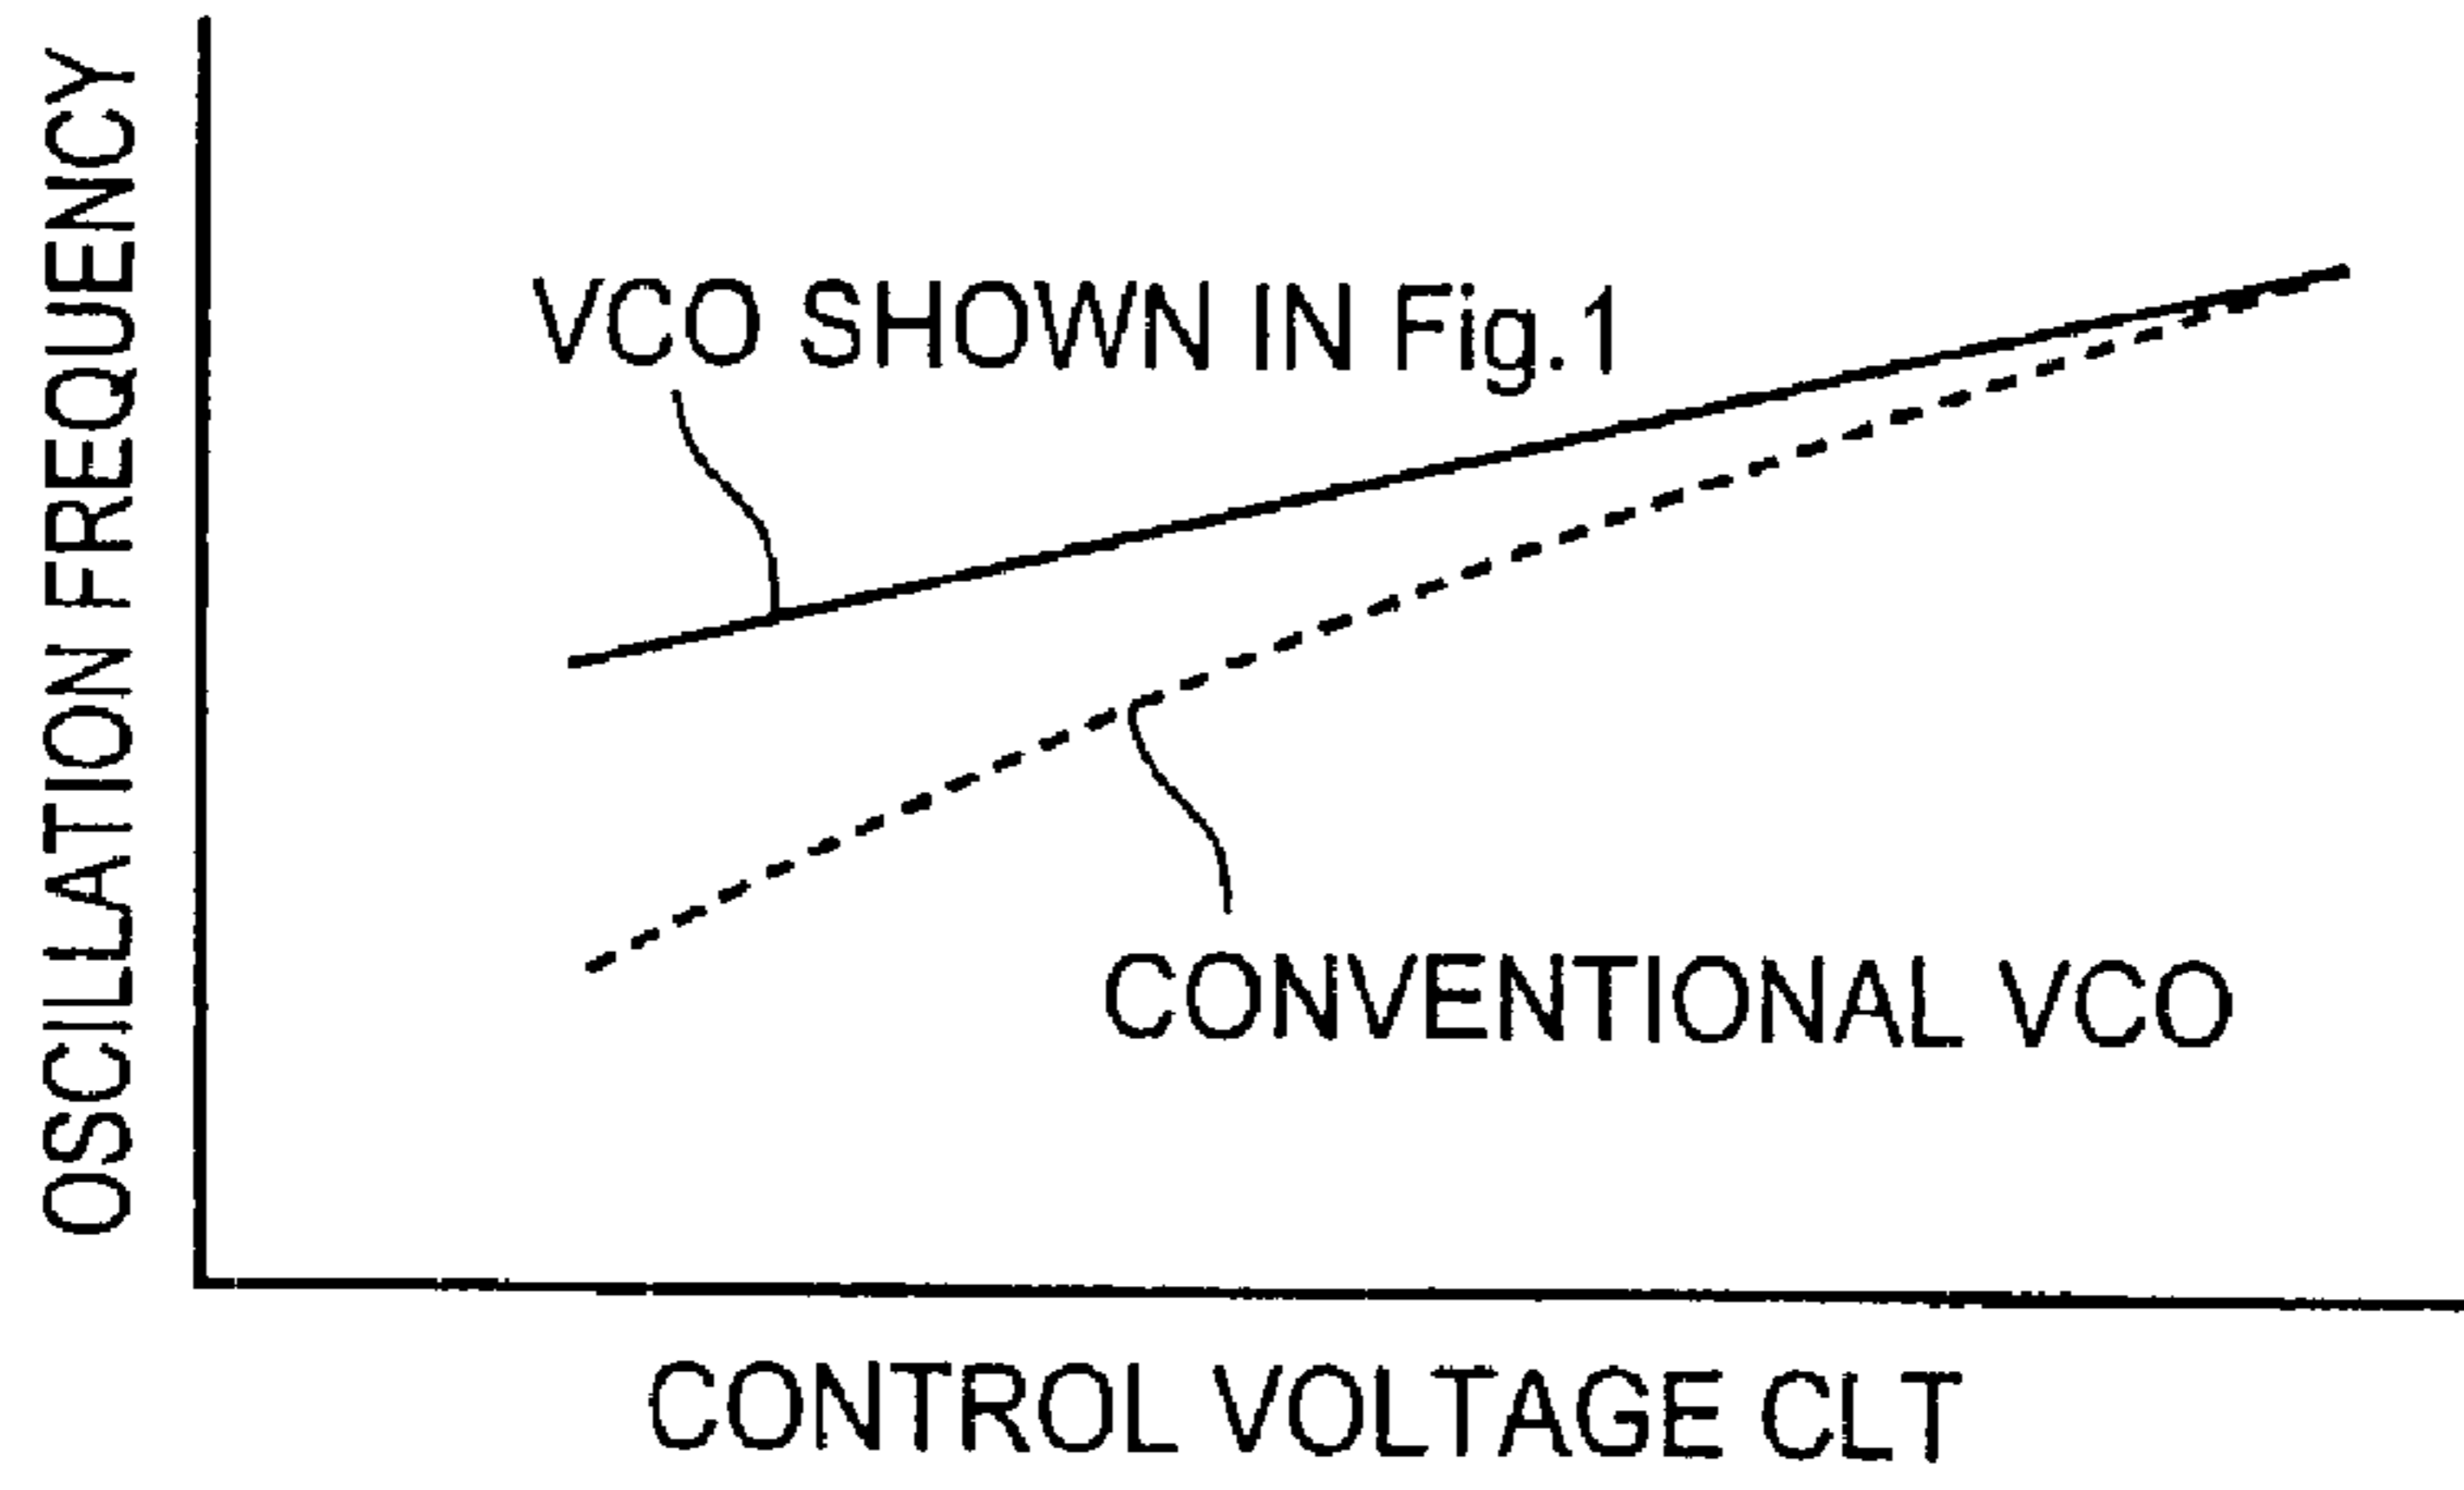 OSCILLATION FREQUENCY
VCO SHOWN IN Fig.1
CONVENTIONAL VCO
CONTROL VOLTAGE CLT